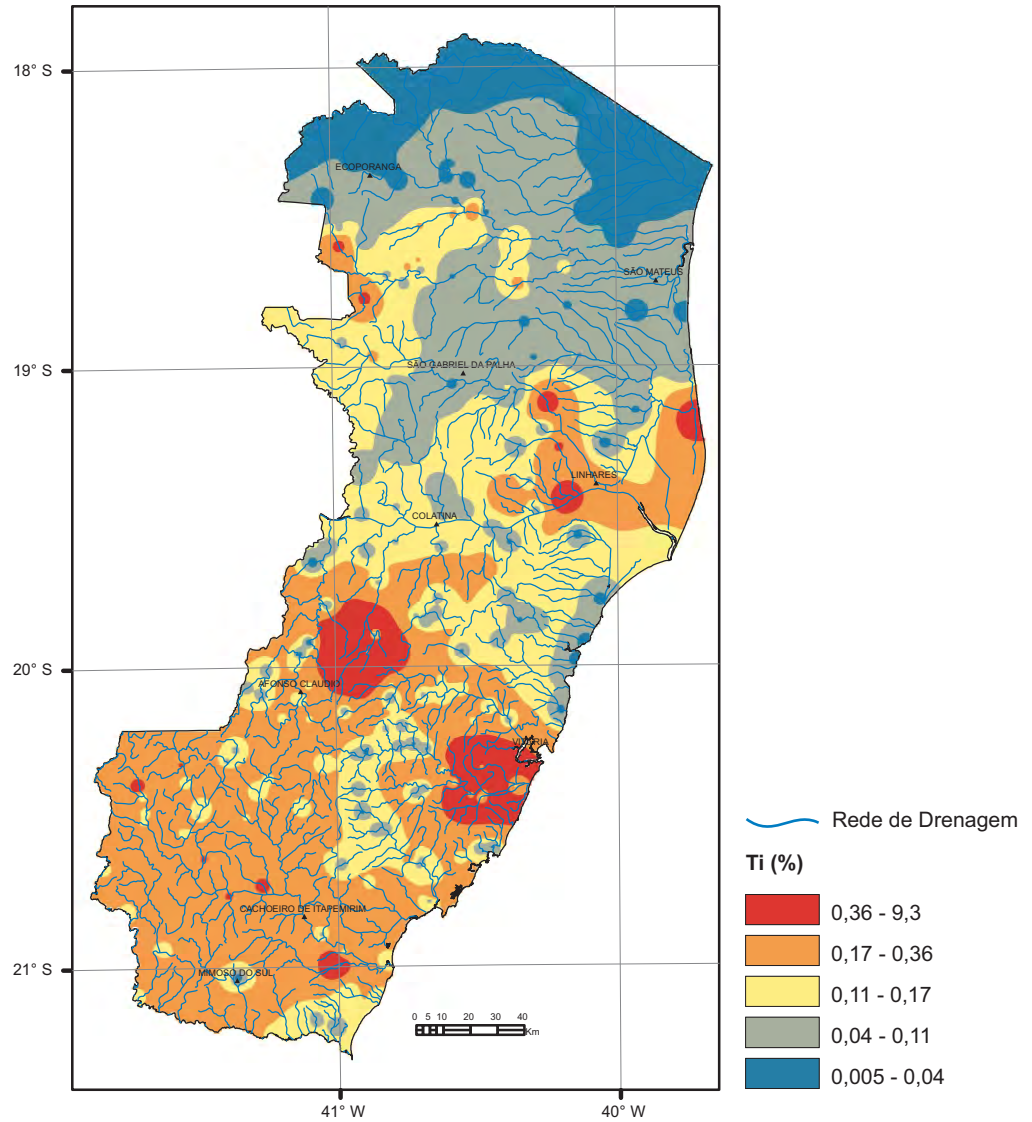 18° S
ECOPORANGA
SÃO MATEUS
19° S
SÃO GABRIEL DA PALHA
LINHARES
COLATINA
20° S
AFONSO CLAUDIO
VITÓRIA
Rede de Drenagem
Ti (%)
0,36 - 9,3
CACHOEIRO DE ITAPEMIRIM
0,17 - 0,36
21° S
MIMOSO DO SUL
0,11 - 0,17
0 5 10 20 30 40
Km
0,04 - 0,11
0,005 - 0,04
41° W 40° W